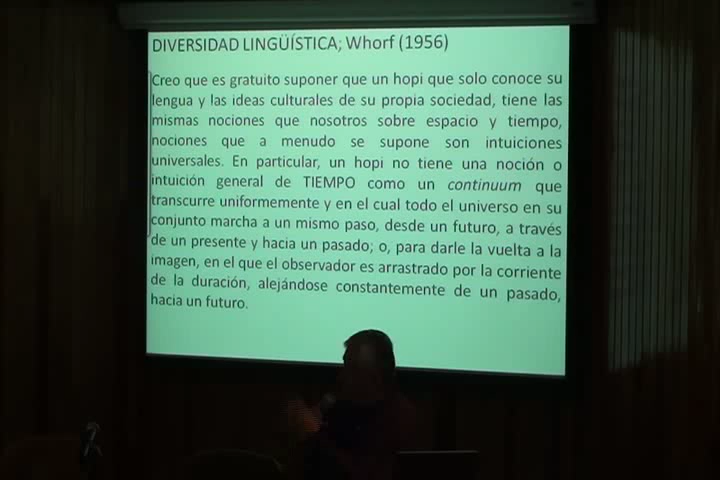 DIVERSIDAD LINGÜÍSTICA; Whorf (1956)
Creo que es gratuito suponer que un hopi que solo conoce su
lengua y las ideas culturales de su propia sociedad, tiene las
mismas nociones que nosotros sobre espacio y tiempo,
nociones que a menudo se supone son intuiciones
universales. En particular, un hopi no tiene una noción o
intuición general de TIEMPO como un continuum que
transcurre uniformemente y en el cual todo el universo en su
conjunto marcha a un mismo paso, desde un futuro, a través
de un presente y hacia un pasado; o, para darle la vuelta a la
imagen, en el que el observador es arrastrado por la corriente
de la duración, alejándose constantemente de un pasado,
hacia un futuro.